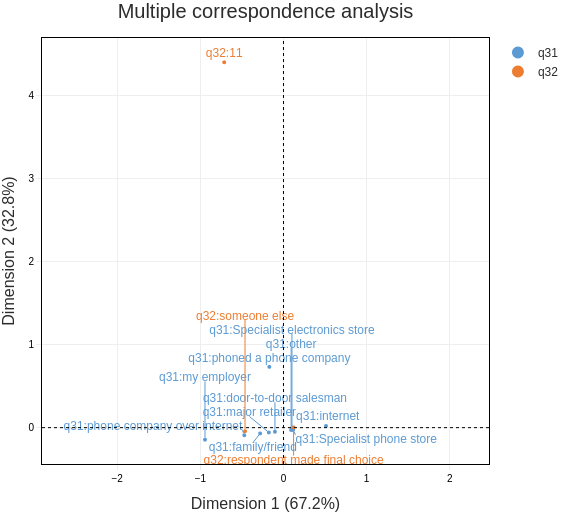 Multiple correspondence analysis
q31
q32
q32:11
4
3
2
1
0
q32:someone else
q31:Specialist electronics store
q31:other
q31:phoned a phone company
q31:my employer
q31:door-to-door salesman
q31:major retailer
q31:internet
q31:phone company over internet
q31:Specialist phone store
q31:family/friend
q32:respondent made final choice
−2
−1
0
1
2
Dimension 1 (67.2%)
Dimension 2 (32.8%)